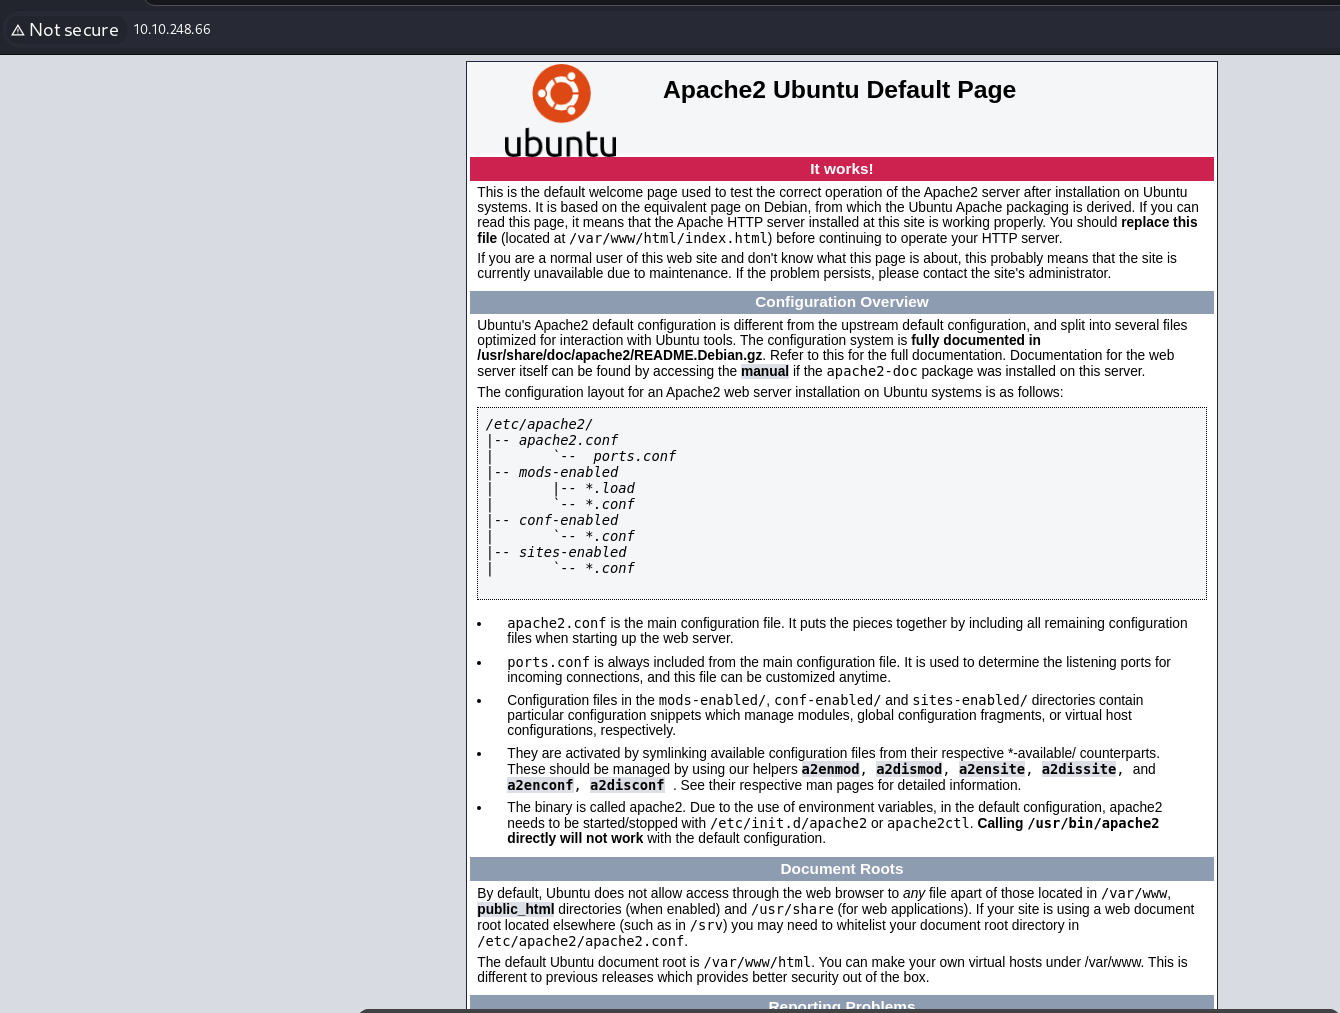 Not secure 10.10.248.66
Apache2 Ubuntu Default Page
ubuntu
It works!
This is the default welcome page used to test the correct operation of the Apache2 server after installation on Ubuntu
systems. It is based on the equivalent page on Debian, from which the Ubuntu Apache packaging is derived. If you can
read this page, it means that the Apache HTTP server installed at this site is working properly. You should replace this
file (located at /var/www/html/index.html) before continuing to operate your HTTP server.
If you are a normal user of this web site and don't know what this page is about, this probably means that the site is
currently unavailable due to maintenance. If the problem persists, please contact the site's administrator.
Configuration Overview
Ubuntu's Apache2 default configuration is different from the upstream default configuration, and split into several files
optimized for interaction with Ubuntu tools. The configuration system is fully documented in
/usr/share/doc/apache2/README.Debian.gz. Refer to this for the full documentation. Documentation for the web
server itself can be found by accessing the manual if the apache2-doc package was installed on this server.
The configuration layout for an Apache2 web server installation on Ubuntu systems is as follows:
/etc/apache2/
|-- apache2.conf
|       `--  ports.conf
|-- mods-enabled
|       |-- *.load
|       `-- *.conf
|-- conf-enabled
|       `-- *.conf
|-- sites-enabled
|       `-- *.conf
• apache2.conf is the main configuration file. It puts the pieces together by including all remaining configuration
files when starting up the web server.
• ports.conf is always included from the main configuration file. It is used to determine the listening ports for
incoming connections, and this file can be customized anytime.
• Configuration files in the mods-enabled/, conf-enabled/ and sites-enabled/ directories contain
particular configuration snippets which manage modules, global configuration fragments, or virtual host
configurations, respectively.
• They are activated by symlinking available configuration files from their respective *-available/ counterparts.
These should be managed by using our helpers a2enmod, a2dismod, a2ensite, a2dissite, and
a2enconf, a2disconf . See their respective man pages for detailed information.
• The binary is called apache2. Due to the use of environment variables, in the default configuration, apache2
needs to be started/stopped with /etc/init.d/apache2 or apache2ctl. Calling /usr/bin/apache2
directly will not work with the default configuration.
Document Roots
By default, Ubuntu does not allow access through the web browser to any file apart of those located in /var/www,
public_html directories (when enabled) and /usr/share (for web applications). If your site is using a web document
root located elsewhere (such as in /srv) you may need to whitelist your document root directory in
/etc/apache2/apache2.conf.
The default Ubuntu document root is /var/www/html. You can make your own virtual hosts under /var/www. This is
different to previous releases which provides better security out of the box.
Reporting Problems